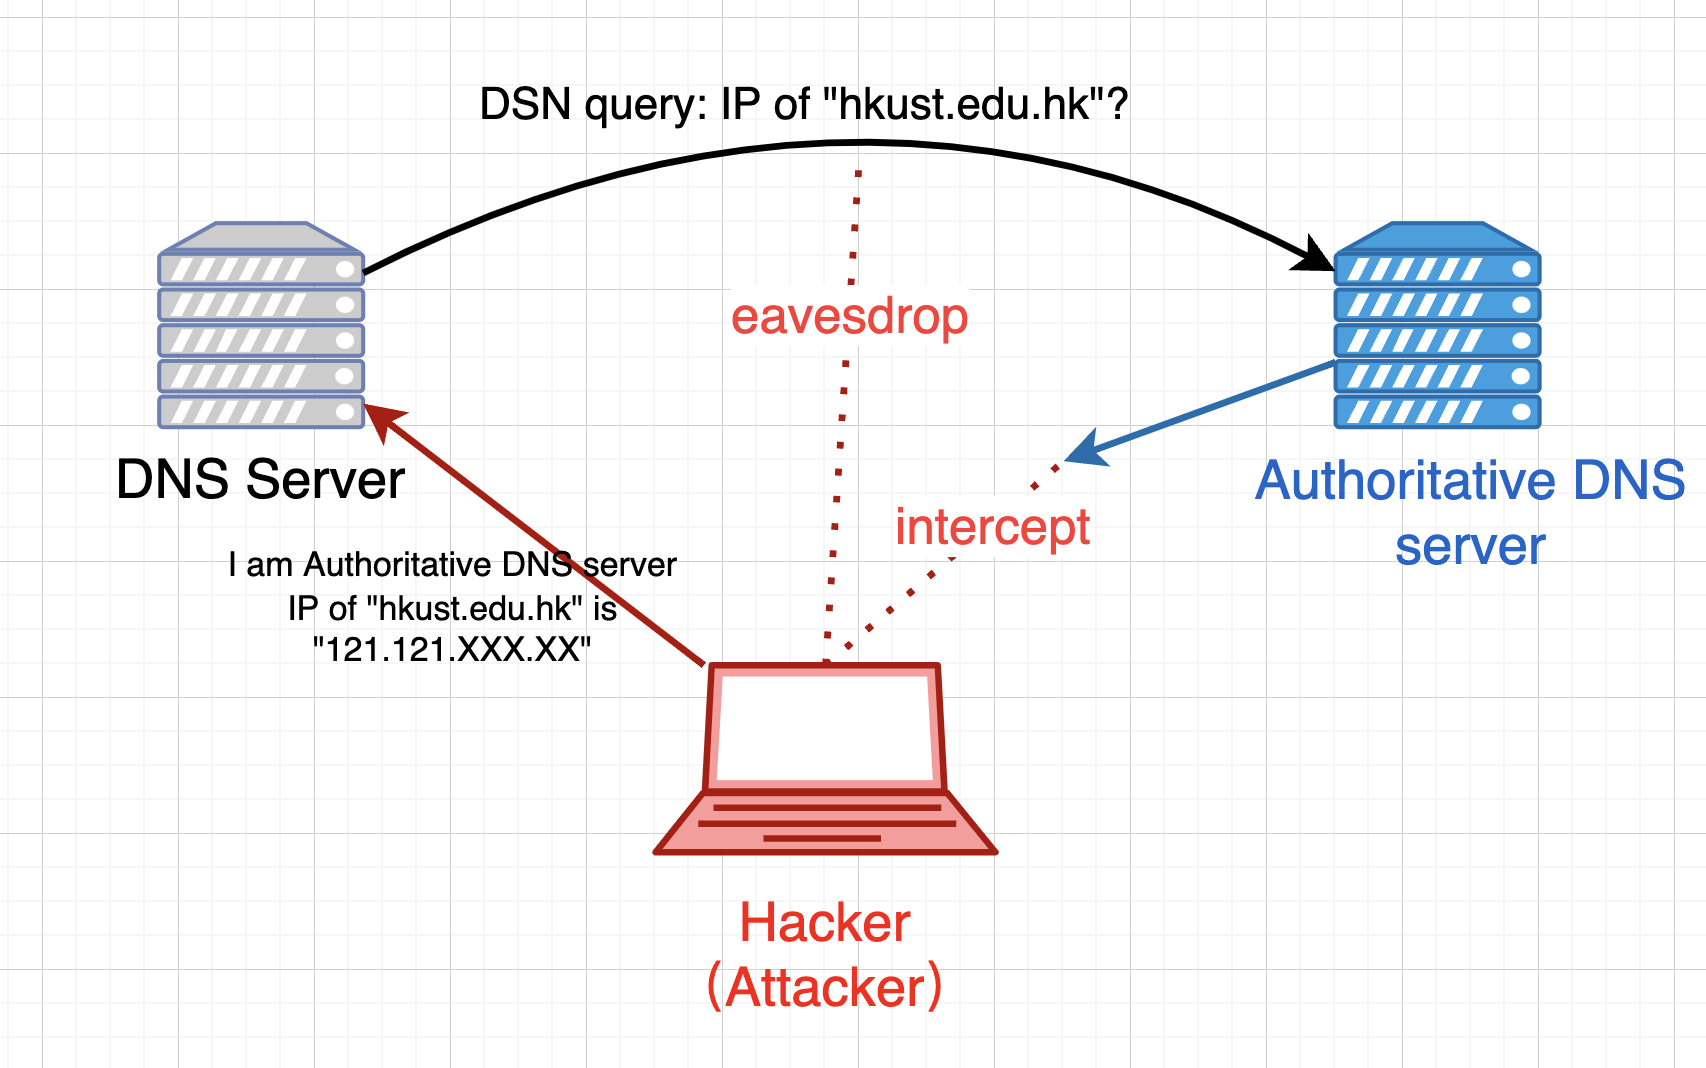 DSN query: IP of "hkust.edu.hk"?
eavesdrop
DNS Server
Authoritative DNS
server
intercept
I am Authoritative DNS server
IP of "hkust.edu.hk" is
"121.121.XXX.XX"
Hacker
(Attacker)